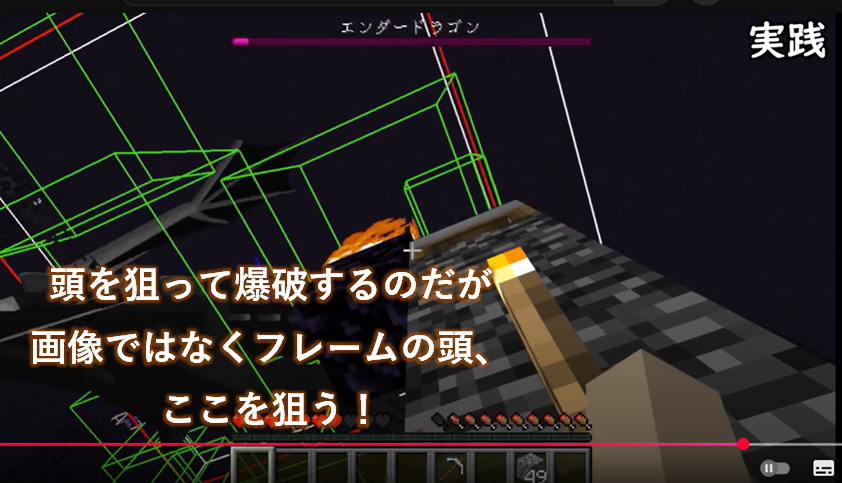 エンダードラゴン
実践
頭を狙って爆破するのだが
画像ではなくフレームの頭、
ここを狙う！
49